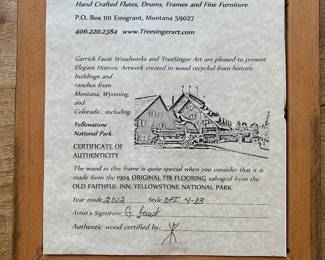 Hand Crafted Flutes, Drums, Frames and Fine Furniture
P.O. Box 1111 Emigrant, Montana 59027
406.220.2384 www.Treesingerart.com
Garrick Faust Woodworks and TreeSinger Art are pleased to present
Elegant Historic Artwork created in wood recycled from historic
buildings and
ranches from
Montana, Wyoming,
and
Colorado, including
Yellowstone
National Park.
CERTIFICATE OF
AUTHENTICITY
The wood in this frame is quite special when you consider that it is
made from the 1904 ORIGINAL FIR FLOORING salvaged from the
OLD FAITHFUL INN, YELLOWSTONE NATIONAL PARK
Year made 2012 Style OFI 4-33
Artist's Signature G. Faust
Authentic wood certified by: